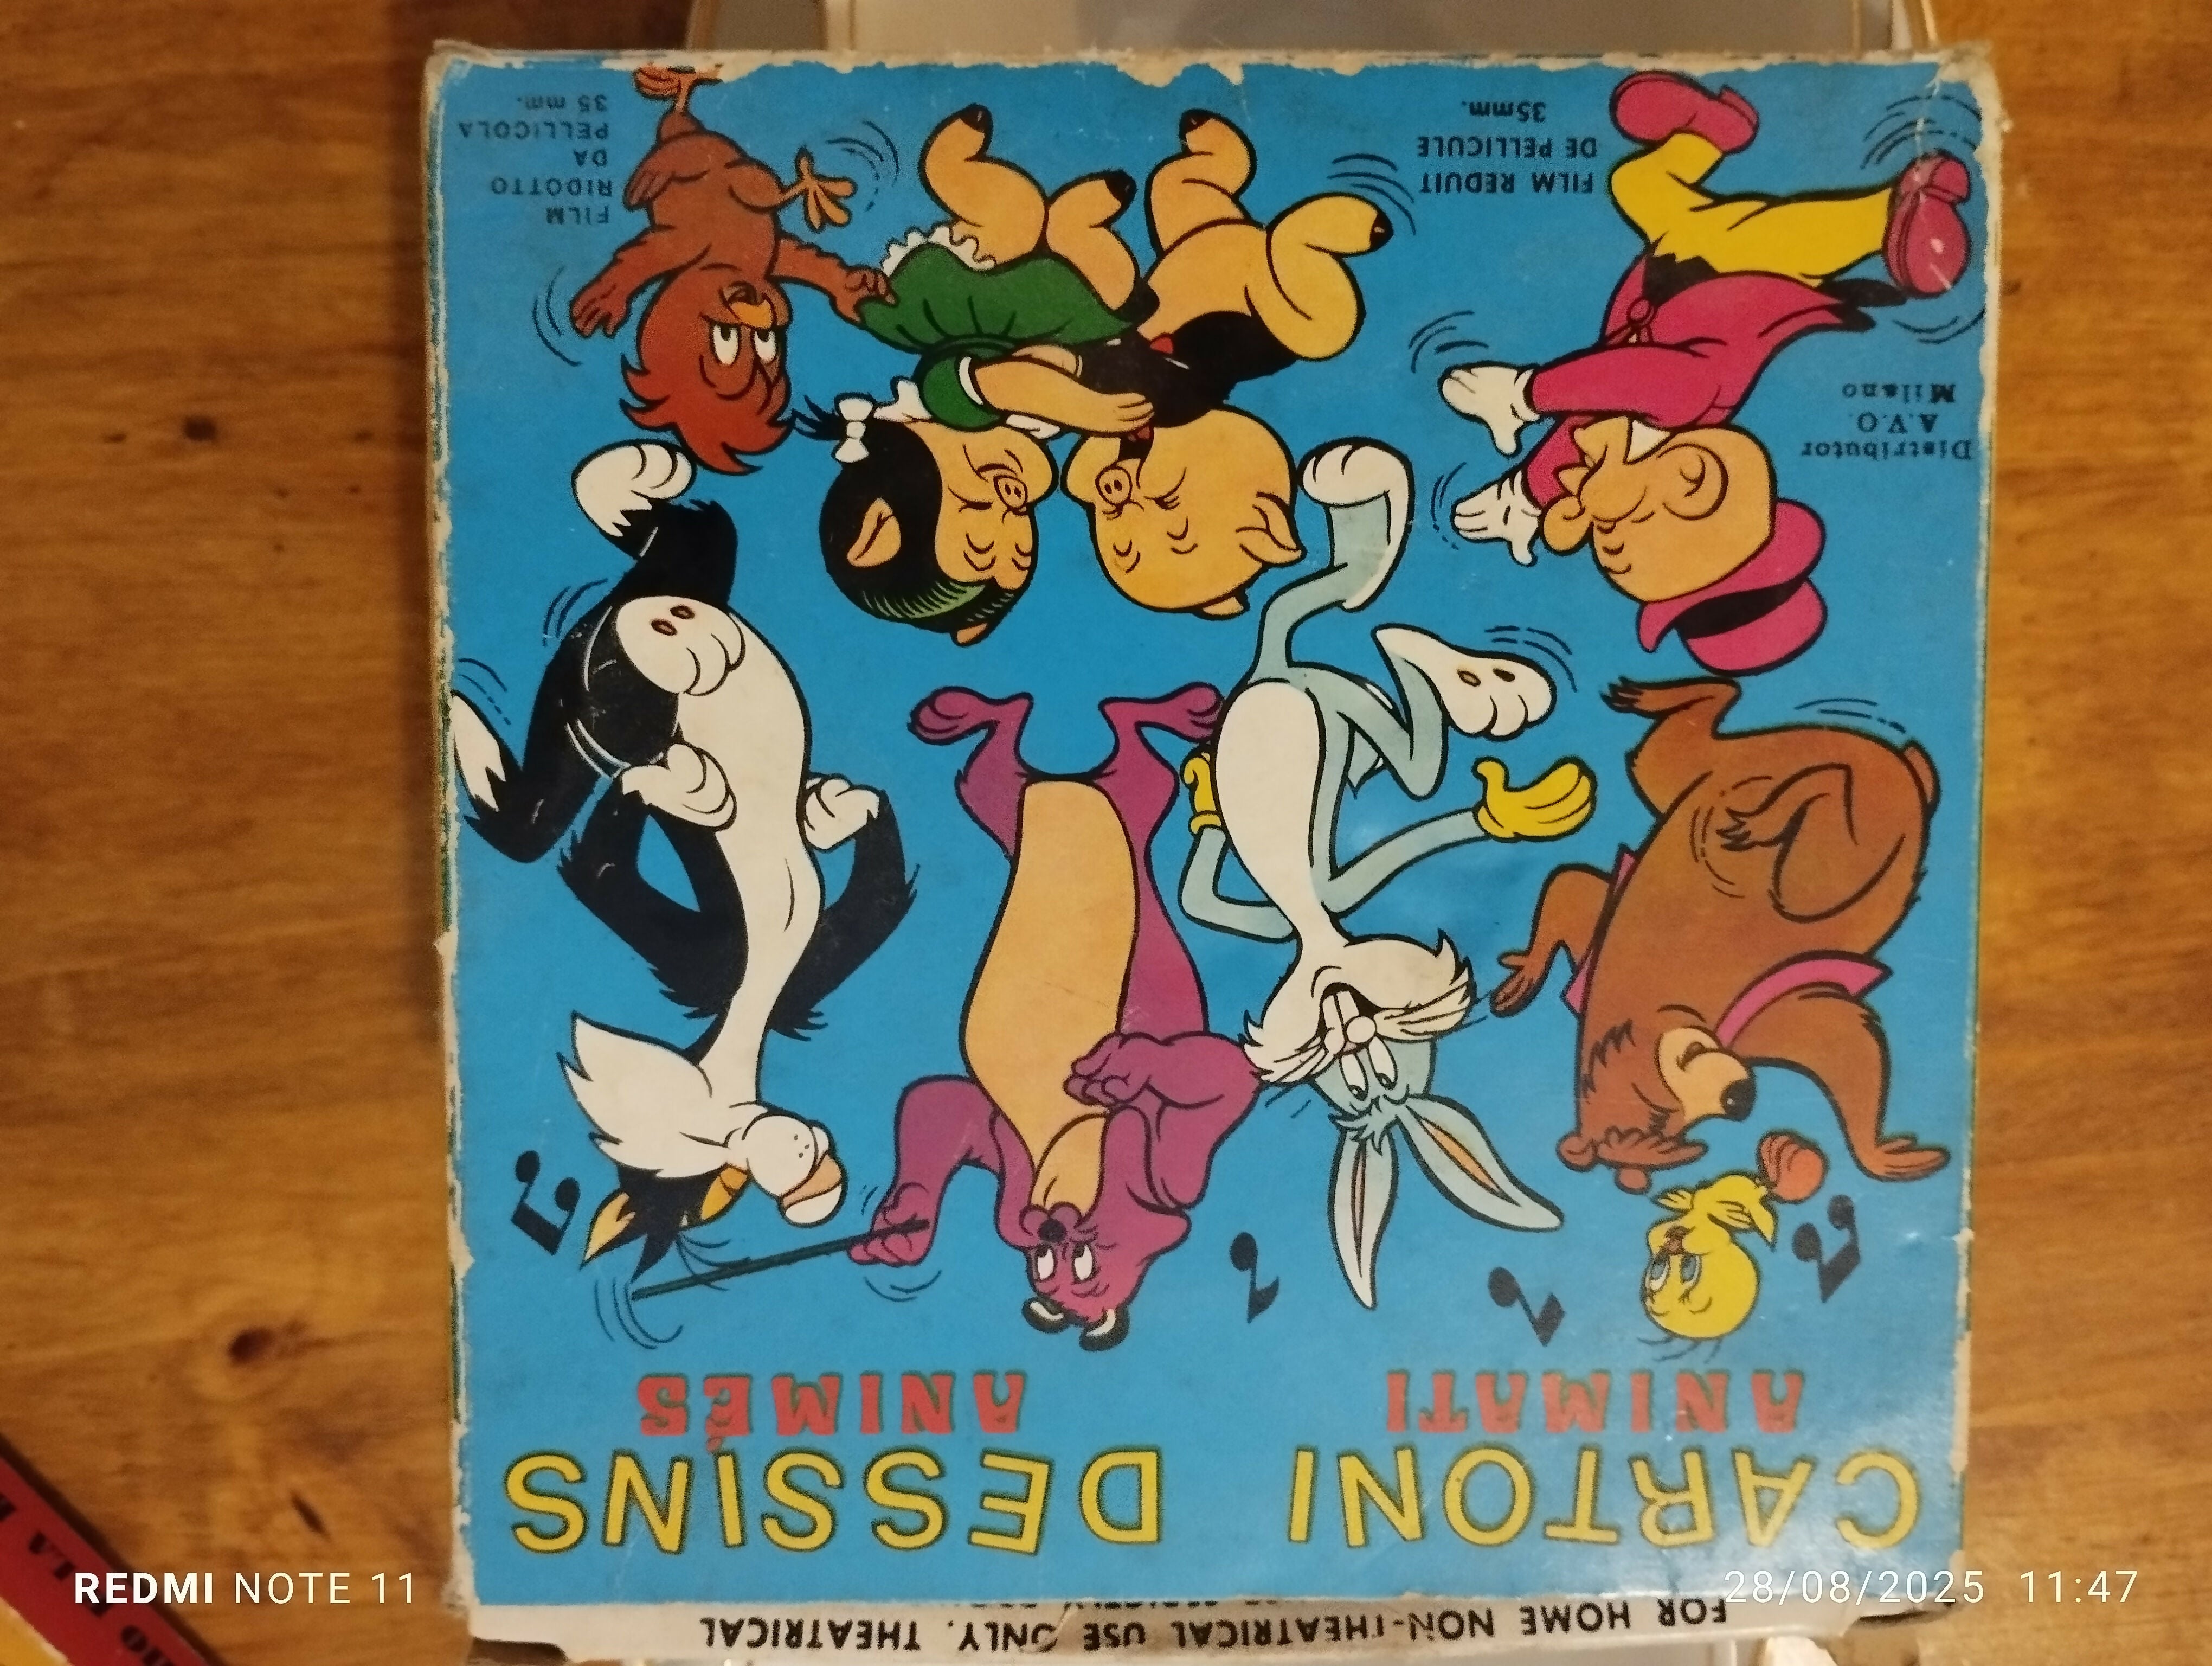 FOR HOME NON-THEATRICAL USE ONLY. THEATRICAL
CARTONI DESSINS
ANIMATI ANIMÉS
Distributor
A.V.O.
Milano
FILM REDUIT
DE PELLICULE
35mm.
FILM
RIDOTTO
DA
PELLICOLA
35 mm.
REDMI NOTE 11
28/08/2025 11:47